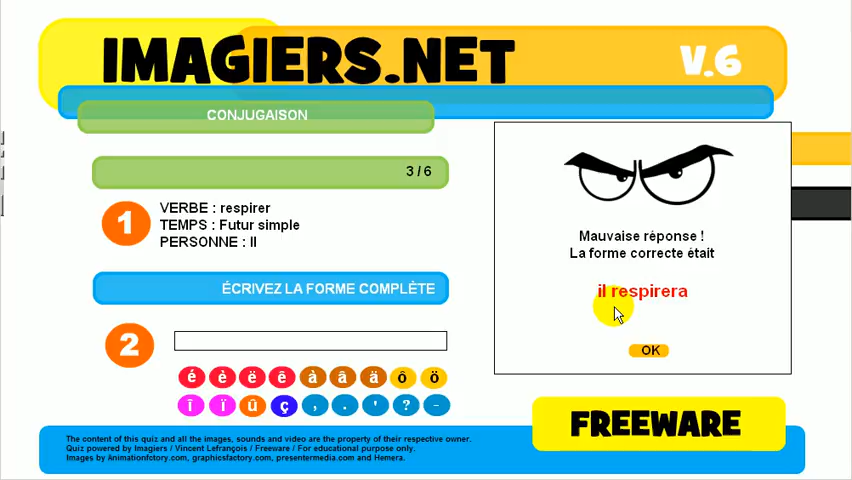 IMAGIERS.NET
V.6
CONJUGAISON
3 / 6
1
VERBE : respirer
TEMPS : Futur simple
PERSONNE : Il
ÉCRIVEZ LA FORME COMPLÈTE
2
é è ë ê à â ä ô ö
î ï û ç , . ' ? -
Mauvaise réponse !
La forme correcte était
il respirera
OK
FREEWARE
The content of this quiz and all the images, sounds and video are the property of their respective owner.
Quiz powered by Imagiers / Vincent Lefrançois / Freeware / For educational purpose only.
Images by Animationfctory.com, graphicsfactory.com, presentermedia.com and Hemera.